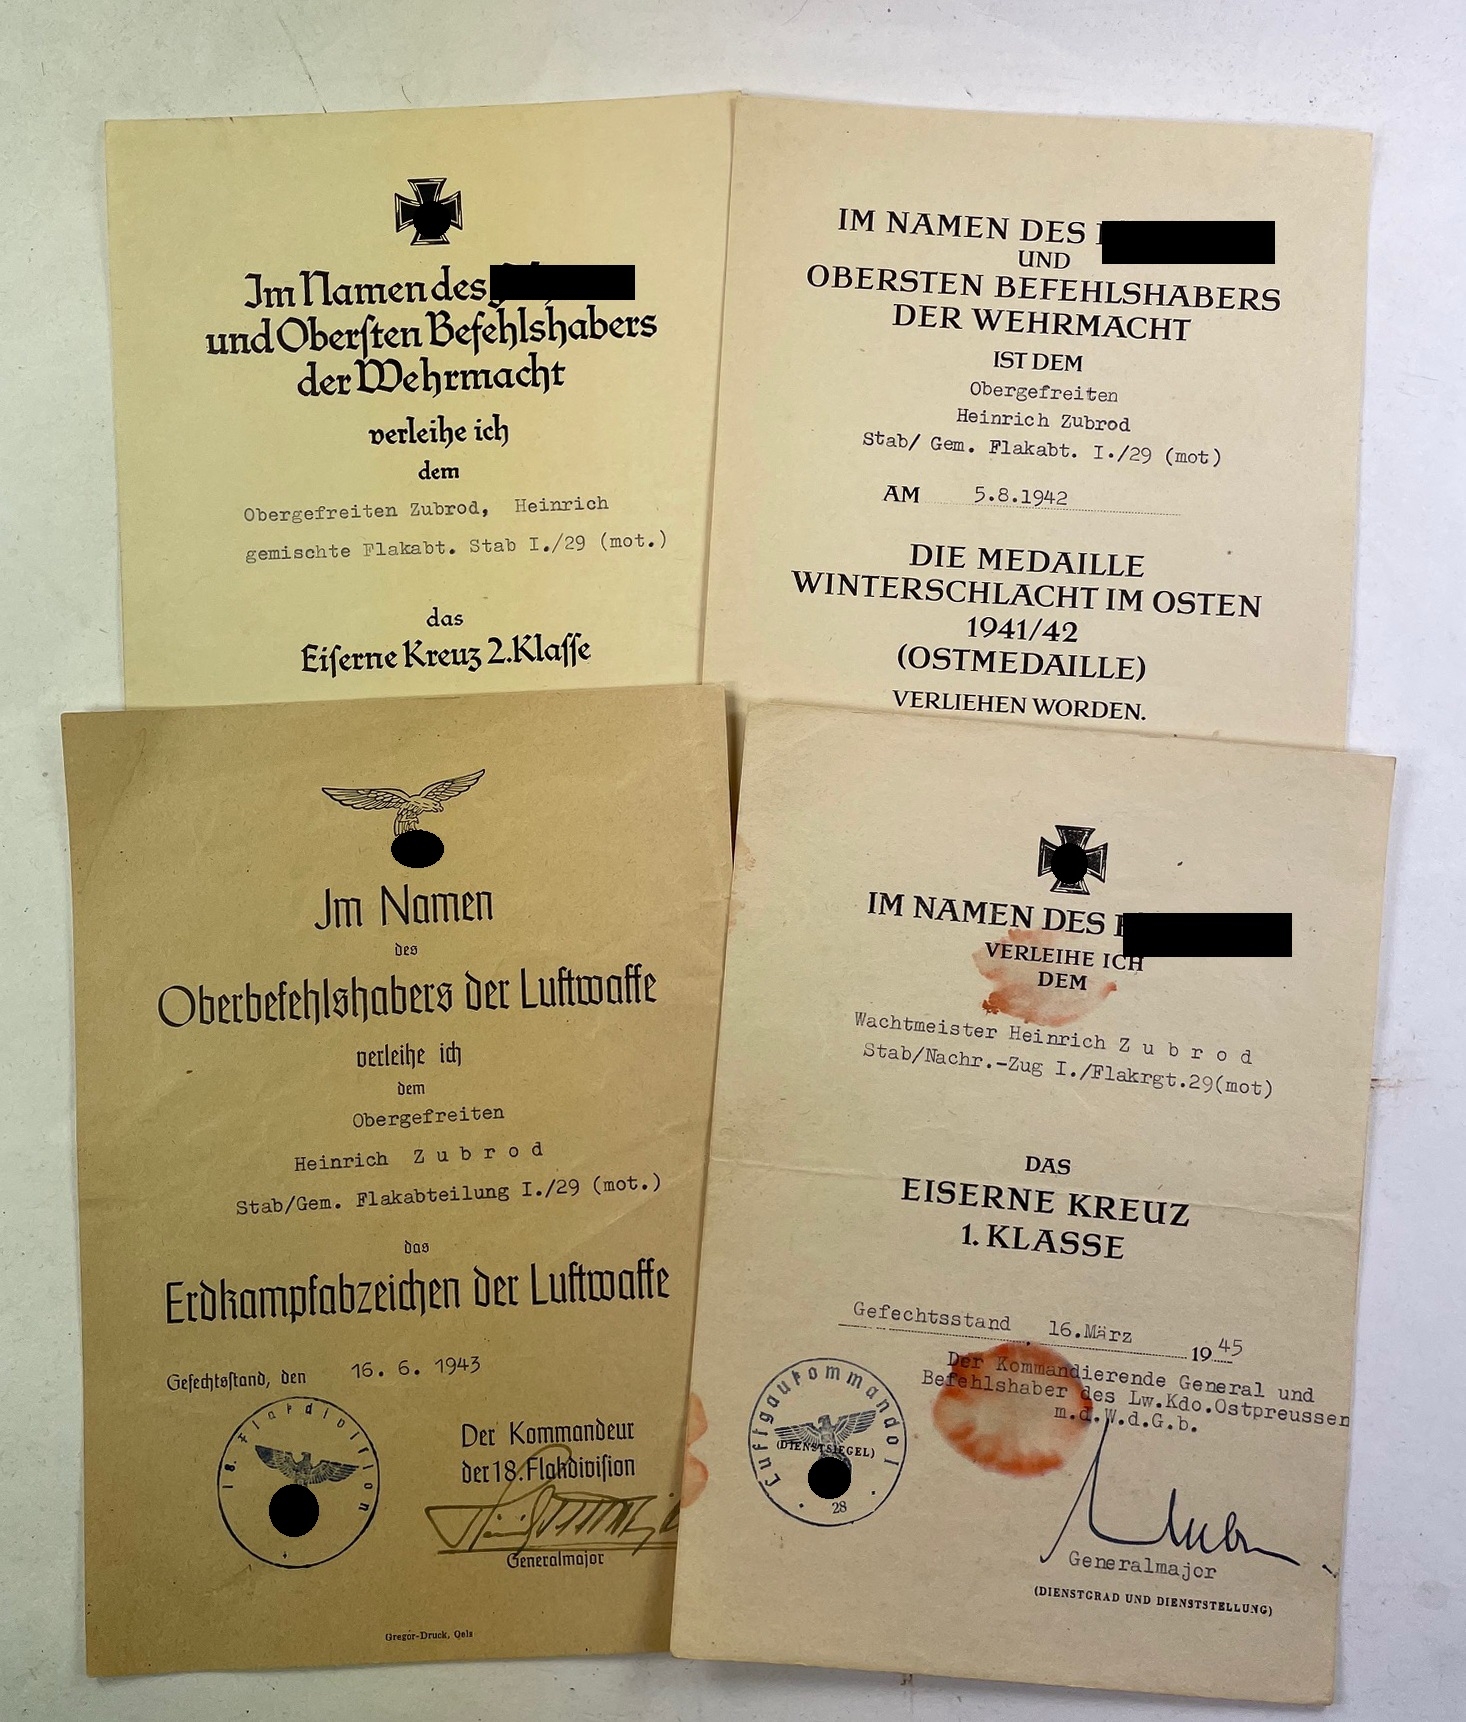 Im Namen des
und Obersten Befehlshabers
der Wehrmacht
verleihe ich
dem
Obergefreiten Zubrod, Heinrich
gemischte Flakabt. Stab I./29 (mot.)
das
Eiserne Kreuz 2.Klasse
IM NAMEN DES
UND
OBERSTEN BEFEHLSHABERS
DER WEHRMACHT
IST DEM
Obergefreiten
Heinrich Zubrod
Stab/ Gem. Flakabt. I./29 (mot)
AM 5.8.1942
DIE MEDAILLE
WINTERSCHLACHT IM OSTEN
1941/42
(OSTMEDAILLE)
VERLIEHEN WORDEN.
Im Namen
des
Oberbefehlshabers der Luftwaffe
verleihe ich
dem
Obergefreiten
Heinrich Z u b r o d
Stab/Gem. Flakabteilung I./29 (mot.)
das
Erdkampfabzeichen der Luftwaffe
Gefechtsstand, den 16. 6. 1943
18. Flakdivision
Der Kommandeur
der 18. Flakdivision
Generalmajor
Gregor-Druck, Oels
IM NAMEN DES
VERLEIHE ICH
DEM
Wachtmeister Heinrich Z u b r o d
Stab/Nachr.-Zug I./Flakrgt.29(mot)
DAS
EISERNE KREUZ
1. KLASSE
Gefechtsstand 16.März 1945
Der Kommandierende General und
Befehlshaber des Lw.Kdo.Ostpreussen
m.d.W.d.G.b.
Luftgaukommando I
(DIENSTSIEGEL)
28
Generalmajor
(DIENSTGRAD UND DIENSTSTELLUNG)